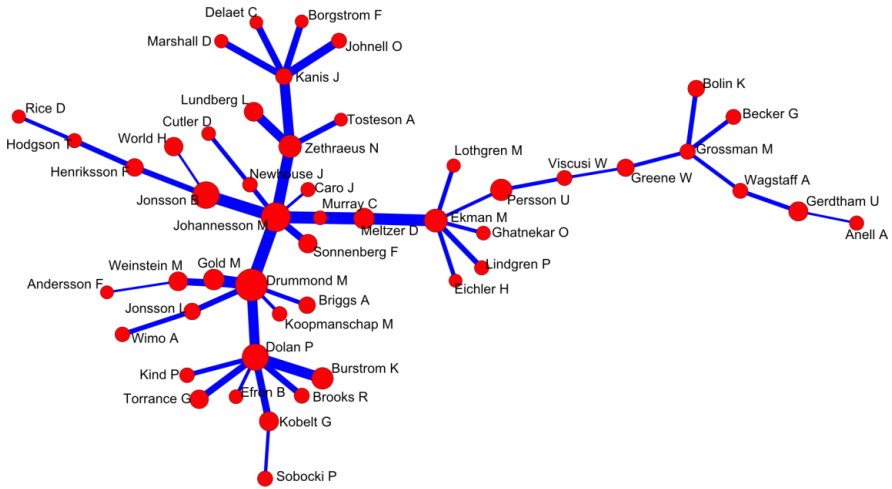 Delaet C
Borgstrom F
Marshall D
Johnell O
Kanis J
Bolin K
Lundberg L
Rice D
Cutler D
Tosteson A
Becker G
World H
Hodgson T
Zethraeus N
Lothgren M
Grossman M
Viscusi W
Henriksson F
Newhouse J
Greene W
Caro J
Wagstaff A
Jonsson B
Persson U
Murray C
Gerdtham U
Johannesson M
Meltzer D
Ekman M
Ghatnekar O
Anell A
Sonnenberg F
Weinstein M
Gold M
Lindgren P
Andersson F
Drummond M
Eichler H
Briggs A
Jonsson L
Koopmanschap M
Wimo A
Dolan P
Kind P
Burstrom K
Torrance G
Efron B
Brooks R
Kobelt G
Sobocki P